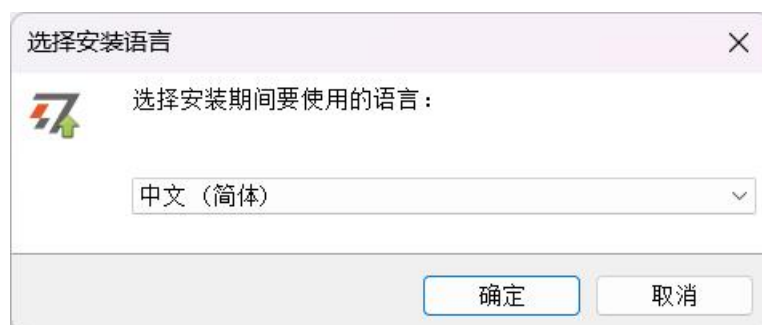 选择安装语言
选择安装期间要使用的语言：
中文 (简体)
确定
取消